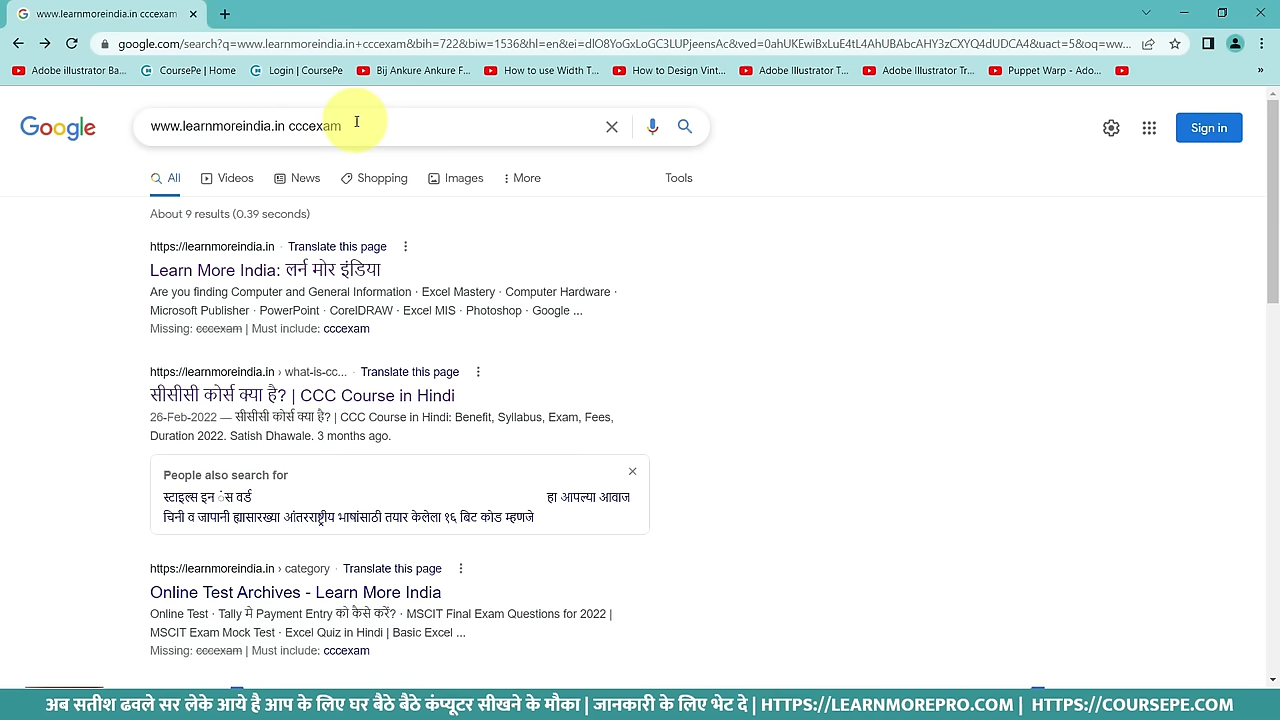 www.learnmoreindia.in cccexam
google.com/search?q=www.learnmoreindia.in+cccexam&bih=722&biw=1536&hl=en&ei=dlO8YoGxLoGC3LUPjeensAc&ved=0ahUKEwiBxLuE4tL4AhUBAbcAHY3zCXYQ4dUDCA4&uact=5&oq=ww...
Adobe illustrator Ba... CoursePe | Home Login | CoursePe Bij Ankure Ankure F... How to use Width T... How to Design Vint... Adobe Illustrator T... Adobe Illustrator Tr... Puppet Warp - Ado... »
Google www.learnmoreindia.in cccexam Sign in
All Videos News Shopping Images More Tools
About 9 results (0.39 seconds)
https://learnmoreindia.in · Translate this page
Learn More India: लर्न मोर इंडिया
Are you finding Computer and General Information · Excel Mastery · Computer Hardware ·
Microsoft Publisher · PowerPoint · CorelDRAW · Excel MIS · Photoshop · Google ...
Missing: cccexam | Must include: cccexam
https://learnmoreindia.in › what-is-cc... · Translate this page
सीसीसी कोर्स क्या है? | CCC Course in Hindi
26-Feb-2022 — सीसीसी कोर्स क्या है? | CCC Course in Hindi: Benefit, Syllabus, Exam, Fees,
Duration 2022. Satish Dhawale. 3 months ago.
People also search for
स्टाइल्स इन ंस वर्ड हा आपल्या आवाज
चिनी व जापानी ह्यासारख्या आंतरराष्ट्रीय भाषांसाठी तयार केलेला १६ बिट कोड म्हणजे
https://learnmoreindia.in › category · Translate this page
Online Test Archives - Learn More India
Online Test · Tally मे Payment Entry को कैसे करें? · MSCIT Final Exam Questions for 2022 |
MSCIT Exam Mock Test · Excel Quiz in Hindi | Basic Excel ...
Missing: cccexam | Must include: cccexam
अब सतीश ढवले सर लेके आये है आप के लिए घर बैठे बैठे कंप्यूटर सीखने के मौका | जानकारी के लिए भेट दे | HTTPS://LEARNMOREPRO.COM | HTTPS://COURSEPE.COM